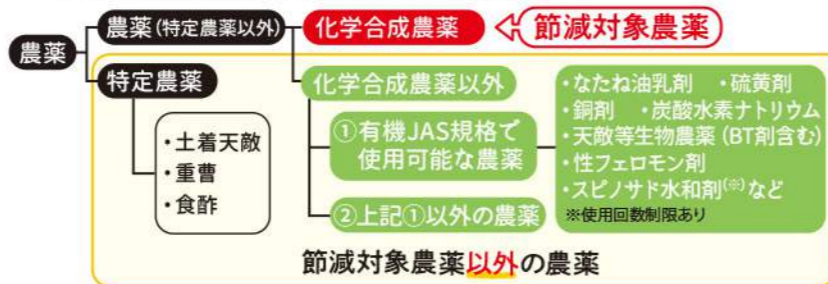 農薬
農薬(特定農薬以外)
化学合成農薬
節減対象農薬
特定農薬
・土着天敵
・重曹
・食酢
化学合成農薬以外
①有機JAS規格で
使用可能な農薬
②上記①以外の農薬
・なたね油乳剤 ・硫黄剤
・銅剤 ・炭酸水素ナトリウム
・天敵等生物農薬(BT剤含む)
・性フェロモン剤
・スピノサド水和剤(※)など
※使用回数制限あり
節減対象農薬以外の農薬